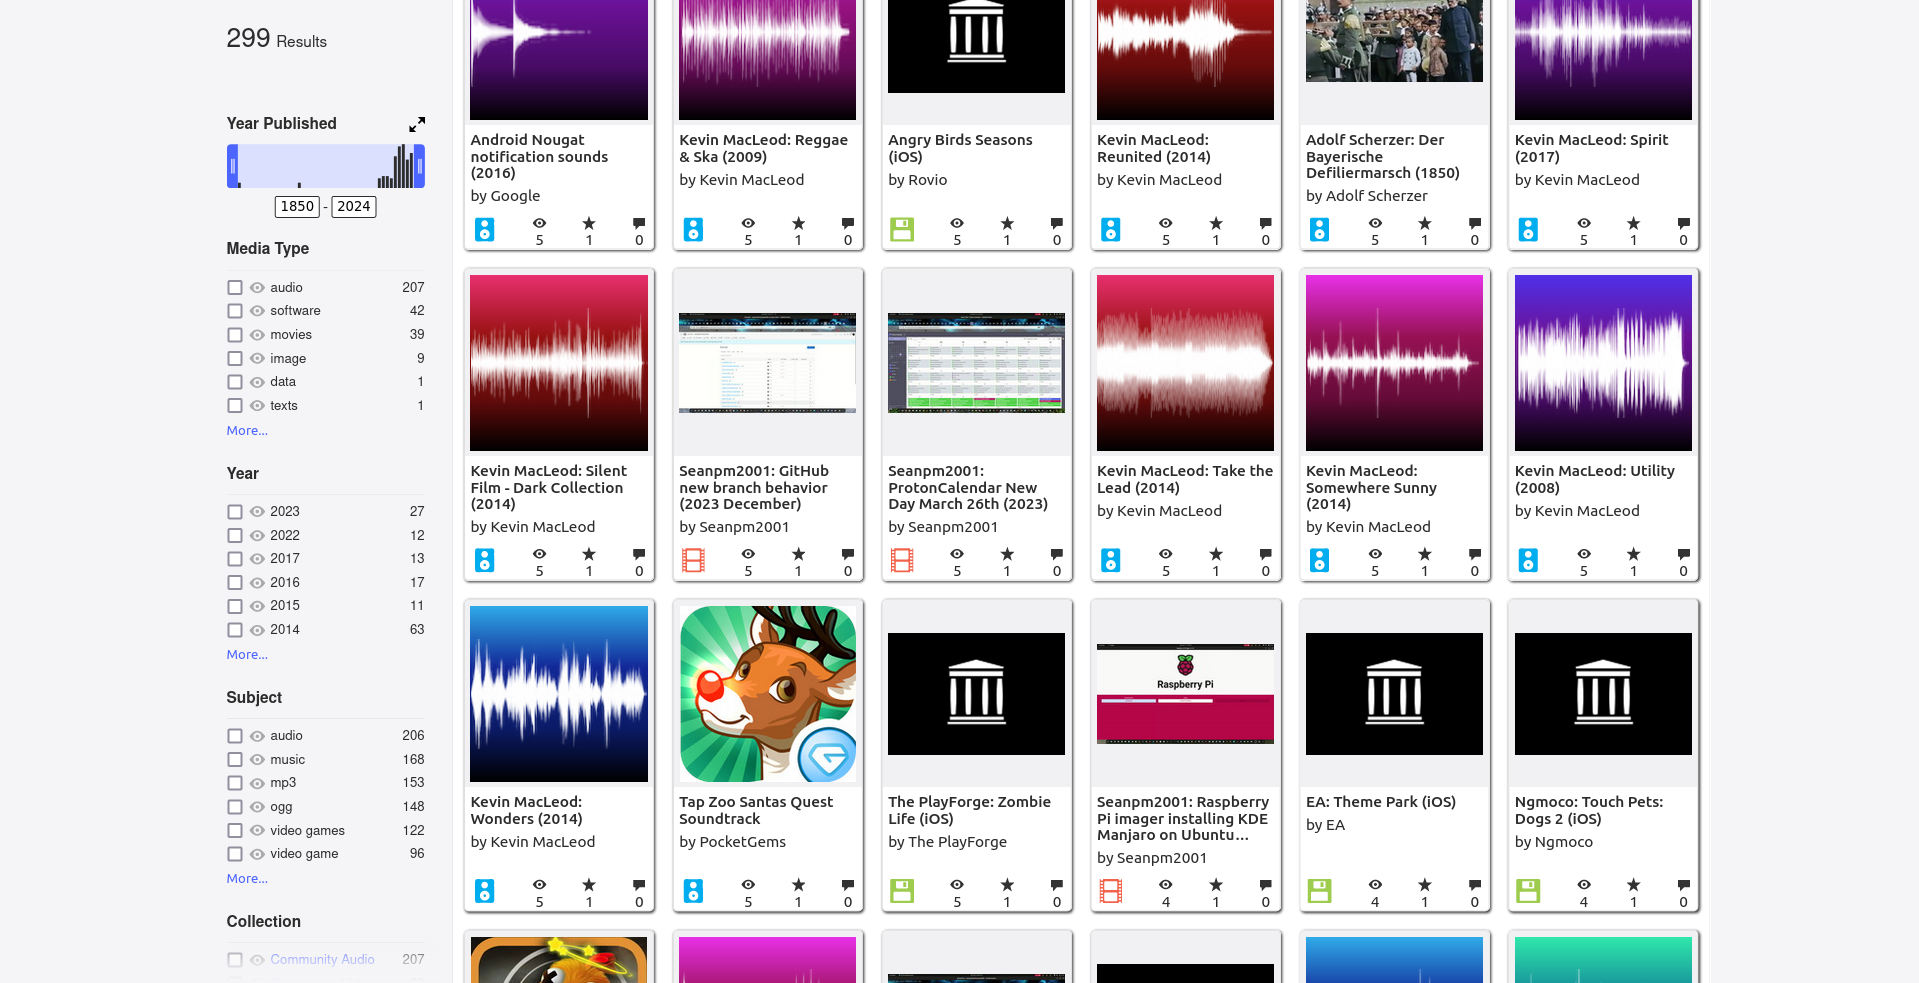 299 Results
Year Published
1850 - 2024
Media Type
audio 207
software 42
movies 39
image 9
data 1
texts 1
More...
Year
2023 27
2022 12
2017 13
2016 17
2015 11
2014 63
More...
Subject
audio 206
music 168
mp3 153
ogg 148
video games 122
video game 96
More...
Collection
Community Audio 207
Android Nougat
notification sounds
(2016)
by Google
5 1 0
Kevin MacLeod: Reggae
& Ska (2009)
by Kevin MacLeod
5 1 0
Angry Birds Seasons
(iOS)
by Rovio
5 1 0
Kevin MacLeod:
Reunited (2014)
by Kevin MacLeod
5 1 0
Adolf Scherzer: Der
Bayerische
Defiliermarsch (1850)
by Adolf Scherzer
5 1 0
Kevin MacLeod: Spirit
(2017)
by Kevin MacLeod
5 1 0
Kevin MacLeod: Silent
Film - Dark Collection
(2014)
by Kevin MacLeod
5 1 0
Seanpm2001: GitHub
new branch behavior
(2023 December)
by Seanpm2001
5 1 0
Seanpm2001:
ProtonCalendar New
Day March 26th (2023)
by Seanpm2001
5 1 0
Kevin MacLeod: Take the
Lead (2014)
by Kevin MacLeod
5 1 0
Kevin MacLeod:
Somewhere Sunny
(2014)
by Kevin MacLeod
5 1 0
Kevin MacLeod: Utility
(2008)
by Kevin MacLeod
5 1 0
Kevin MacLeod:
Wonders (2014)
by Kevin MacLeod
5 1 0
Tap Zoo Santas Quest
Soundtrack
by PocketGems
5 1 0
The PlayForge: Zombie
Life (iOS)
by The PlayForge
5 1 0
Raspberry Pi
Seanpm2001: Raspberry
Pi imager installing KDE
Manjaro on Ubuntu...
by Seanpm2001
4 1 0
EA: Theme Park (iOS)
by EA
4 1 0
Ngmoco: Touch Pets:
Dogs 2 (iOS)
by Ngmoco
4 1 0